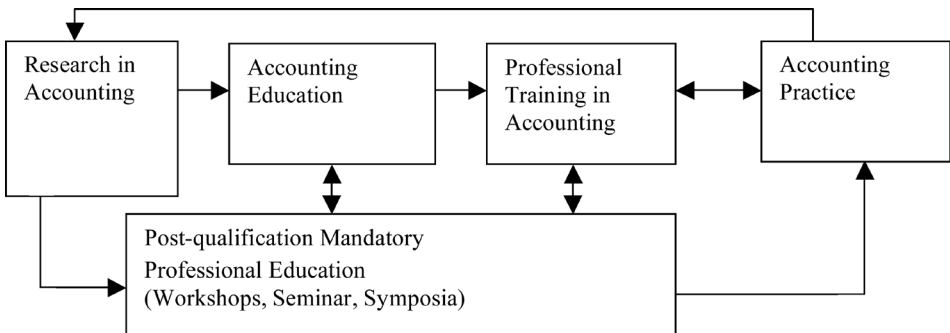 Research in
Accounting
Accounting
Education
Professional
Training in
Accounting
Accounting
Practice
Post-qualification Mandatory
Professional Education
(Workshops, Seminar, Symposia)